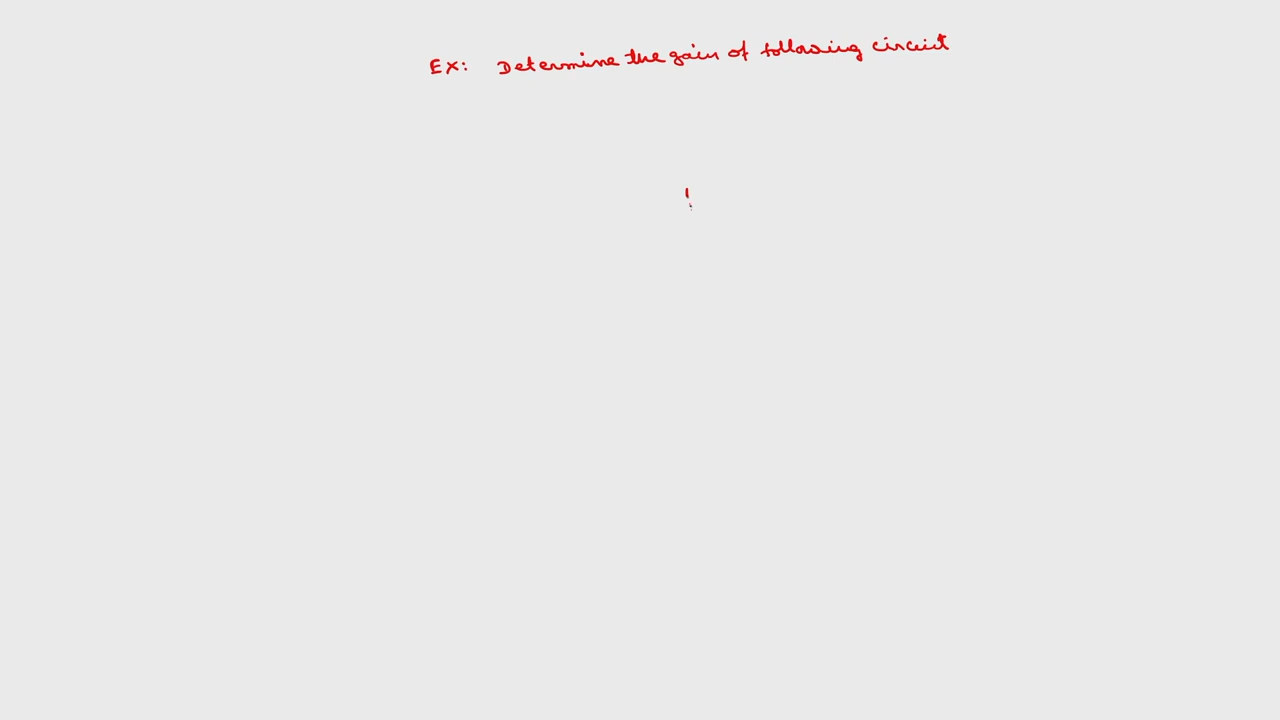 EX: Determine the gain of following circuit